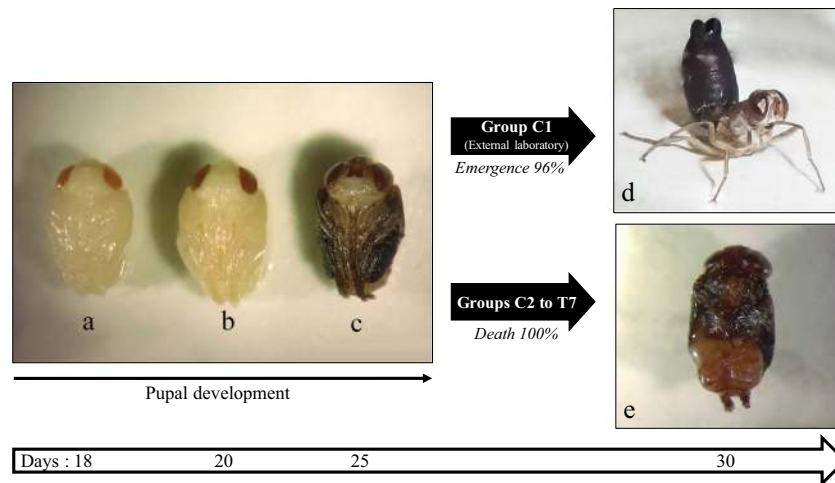 Group C1
(External laboratory)
Emergence 96%
d
a
b
c
Groups C2 to T7
Death 100%
e
Pupal development
Days : 18 20 25 30